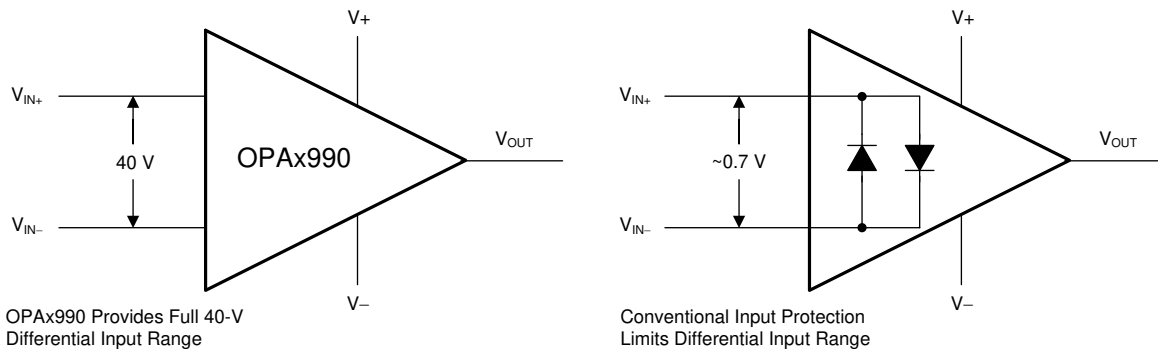 V+
VIN+
40 V
OPAx990
VOUT
VIN−
V−
OPAx990 Provides Full 40-V
Differential Input Range
V+
VIN+
~0.7 V
VOUT
VIN−
V−
Conventional Input Protection
Limits Differential Input Range